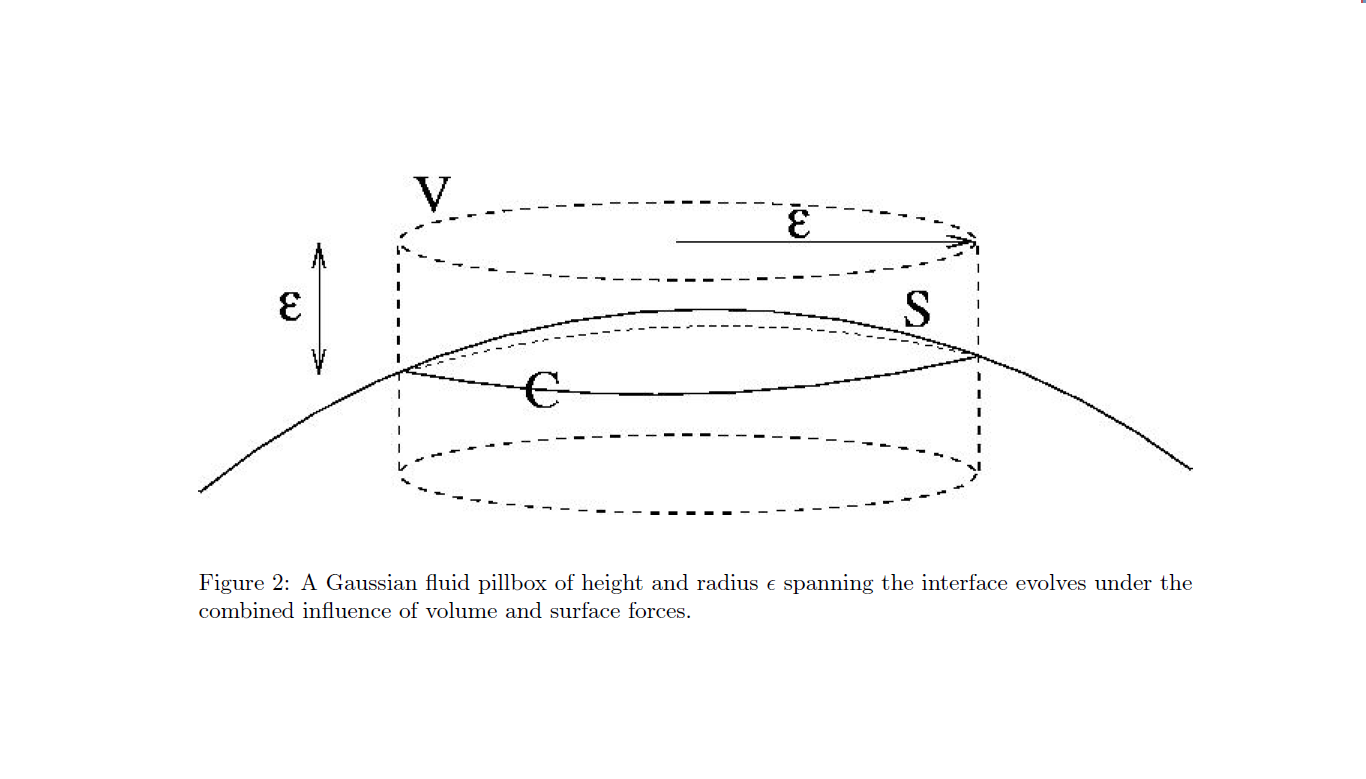 V
ε
ε
S
C
Figure 2: A Gaussian fluid pillbox of height and radius ϵ spanning the interface evolves under the
combined influence of volume and surface forces.